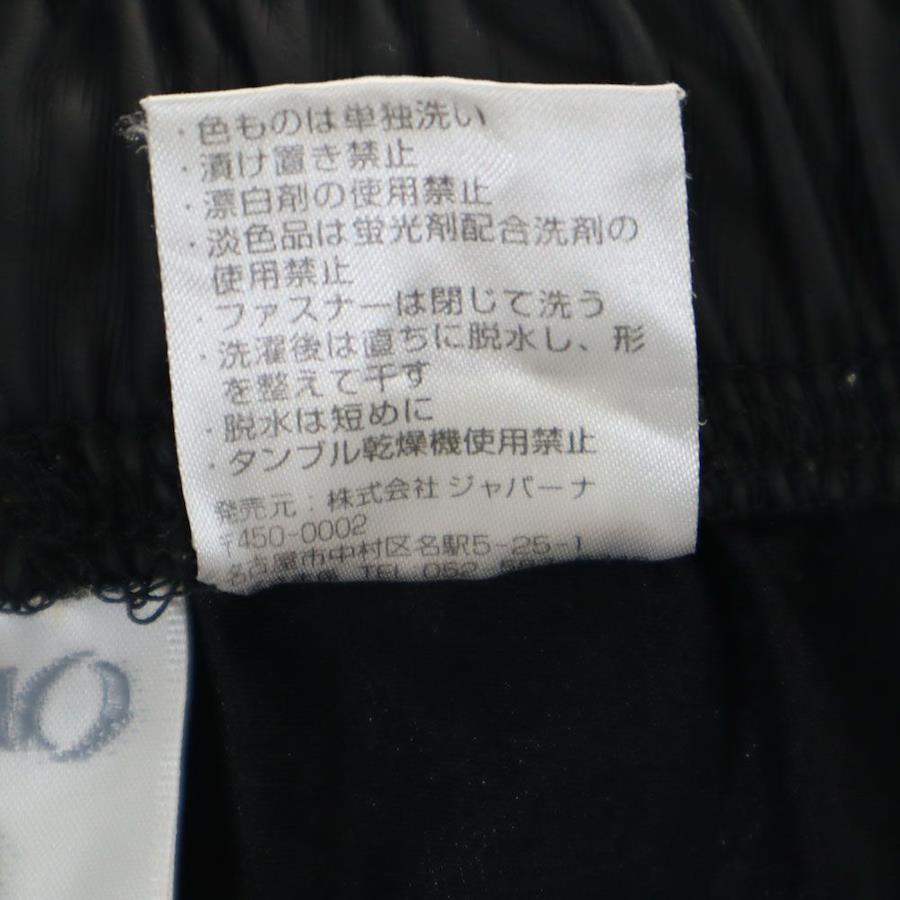 ・色ものは単独洗い
・漬け置き禁止
・漂白剤の使用禁止
・淡色品は蛍光剤配合洗剤の
使用禁止
・ファスナーは閉じて洗う
・洗濯後は直ちに脱水し、形
を整えて干す
・脱水は短めに
・タンブル乾燥機使用禁止
発売元：株式会社 ジャバーナ
〒450-0002
名古屋市中村区名駅5-25-1
TEL 052